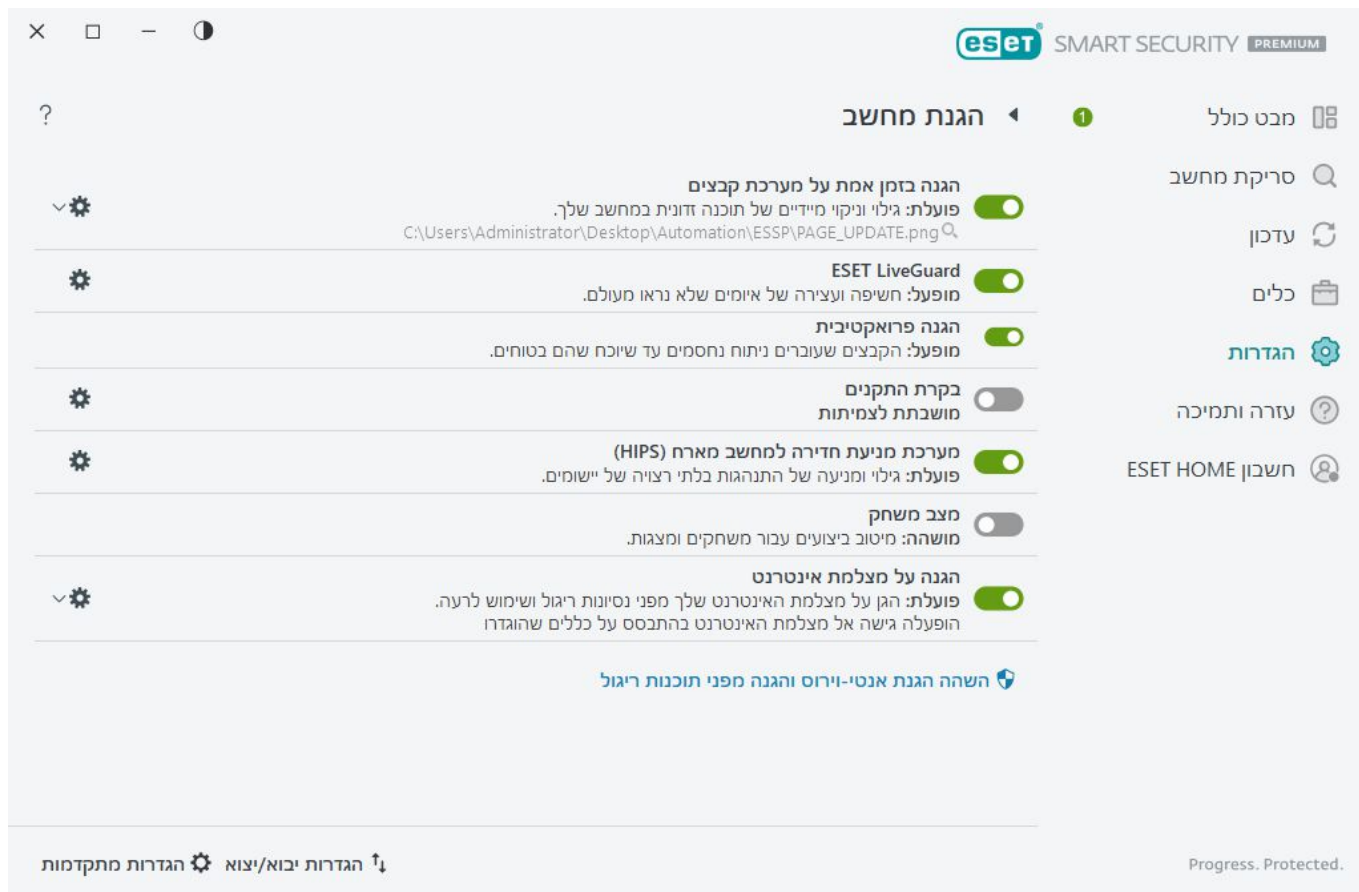 eset® SMART SECURITY PREMIUM
מבט כולל 1
סריקת מחשב
עדכון
כלים
הגדרות
עזרה ותמיכה
חשבון ESET HOME
הגנת מחשב ?
הגנה בזמן אמת על מערכת קבצים
פועלת: גילוי וניקוי מיידיים של תוכנה זדונית במחשב שלך.
C:\Users\Administrator\Desktop\Automation\ESSP\PAGE_UPDATE.png
ESET LiveGuard
מופעל: חשיפה ועצירה של איומים שלא נראו מעולם.
הגנה פרואקטיבית
מופעל: הקבצים שעוברים ניתוח נחסמים עד שיוכח שהם בטוחים.
בקרת התקנים
מושבתת לצמיתות
מערכת מניעת חדירה למחשב מארח (HIPS)
פועלת: גילוי ומניעה של התנהגות בלתי רצויה של יישומים.
מצב משחק
מושהה: מיטוב ביצועים עבור משחקים ומצגות.
הגנה על מצלמת אינטרנט
פועלת: הגן על מצלמת האינטרנט שלך מפני נסיונות ריגול ושימוש לרעה.
הופעלה גישה אל מצלמת האינטרנט בהתבסס על כללים שהוגדרו
השהה הגנת אנטי-וירוס והגנה מפני תוכנות ריגול
Progress. Protected.
הגדרות יבוא/יצוא הגדרות מתקדמות